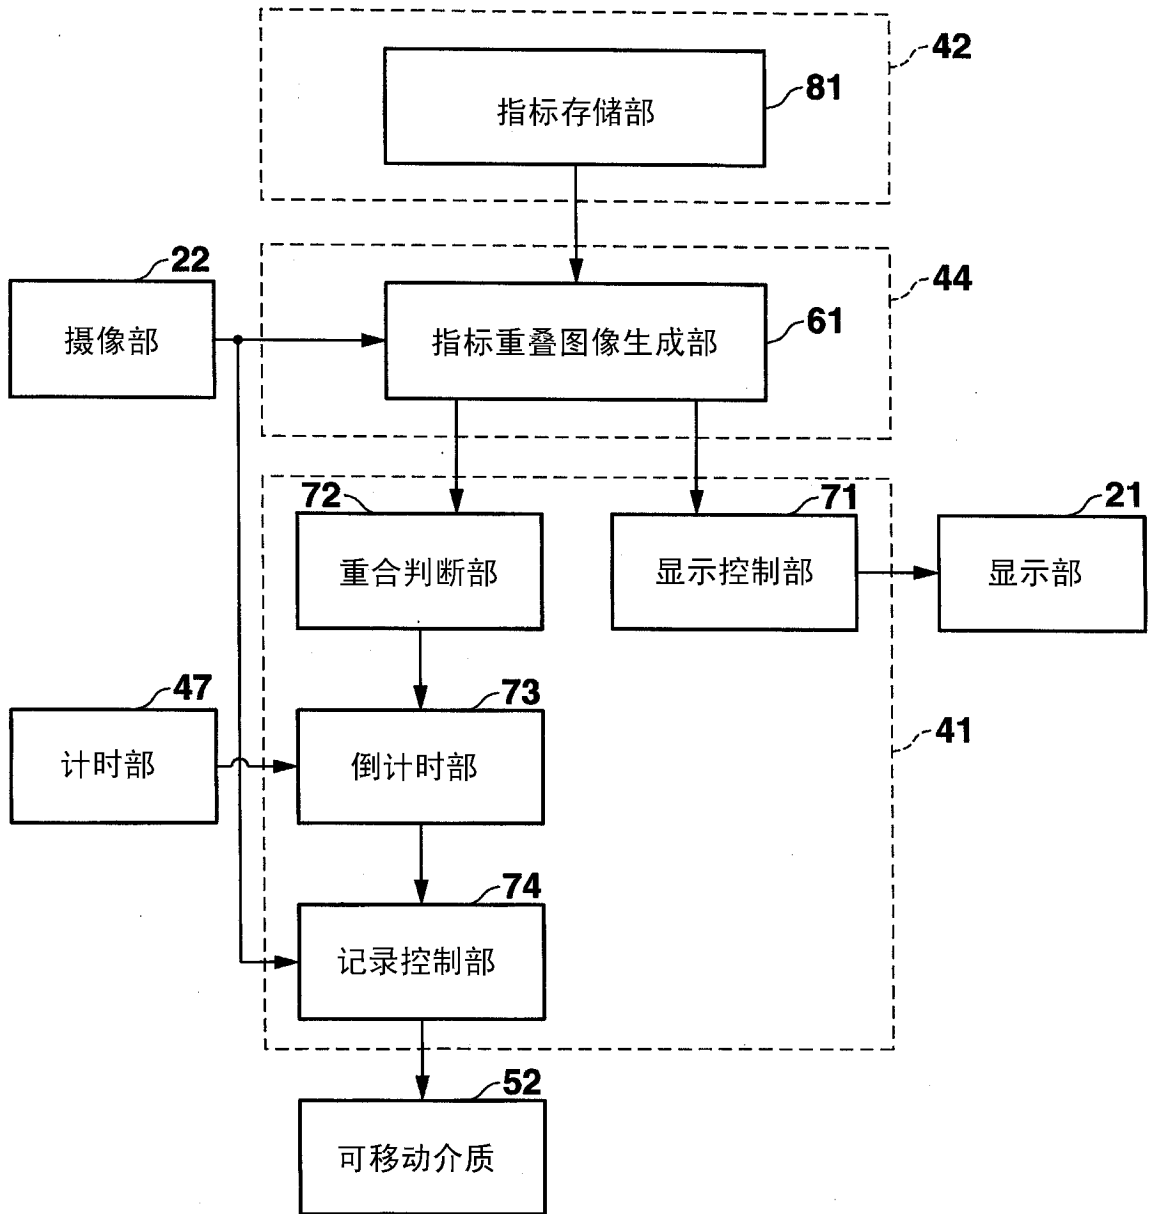 42
81
指标存储部
22
44
摄像部
61
指标重叠图像生成部
72
71
21
重合判断部
显示控制部
显示部
47
73
41
计时部
倒计时部
74
记录控制部
52
可移动介质